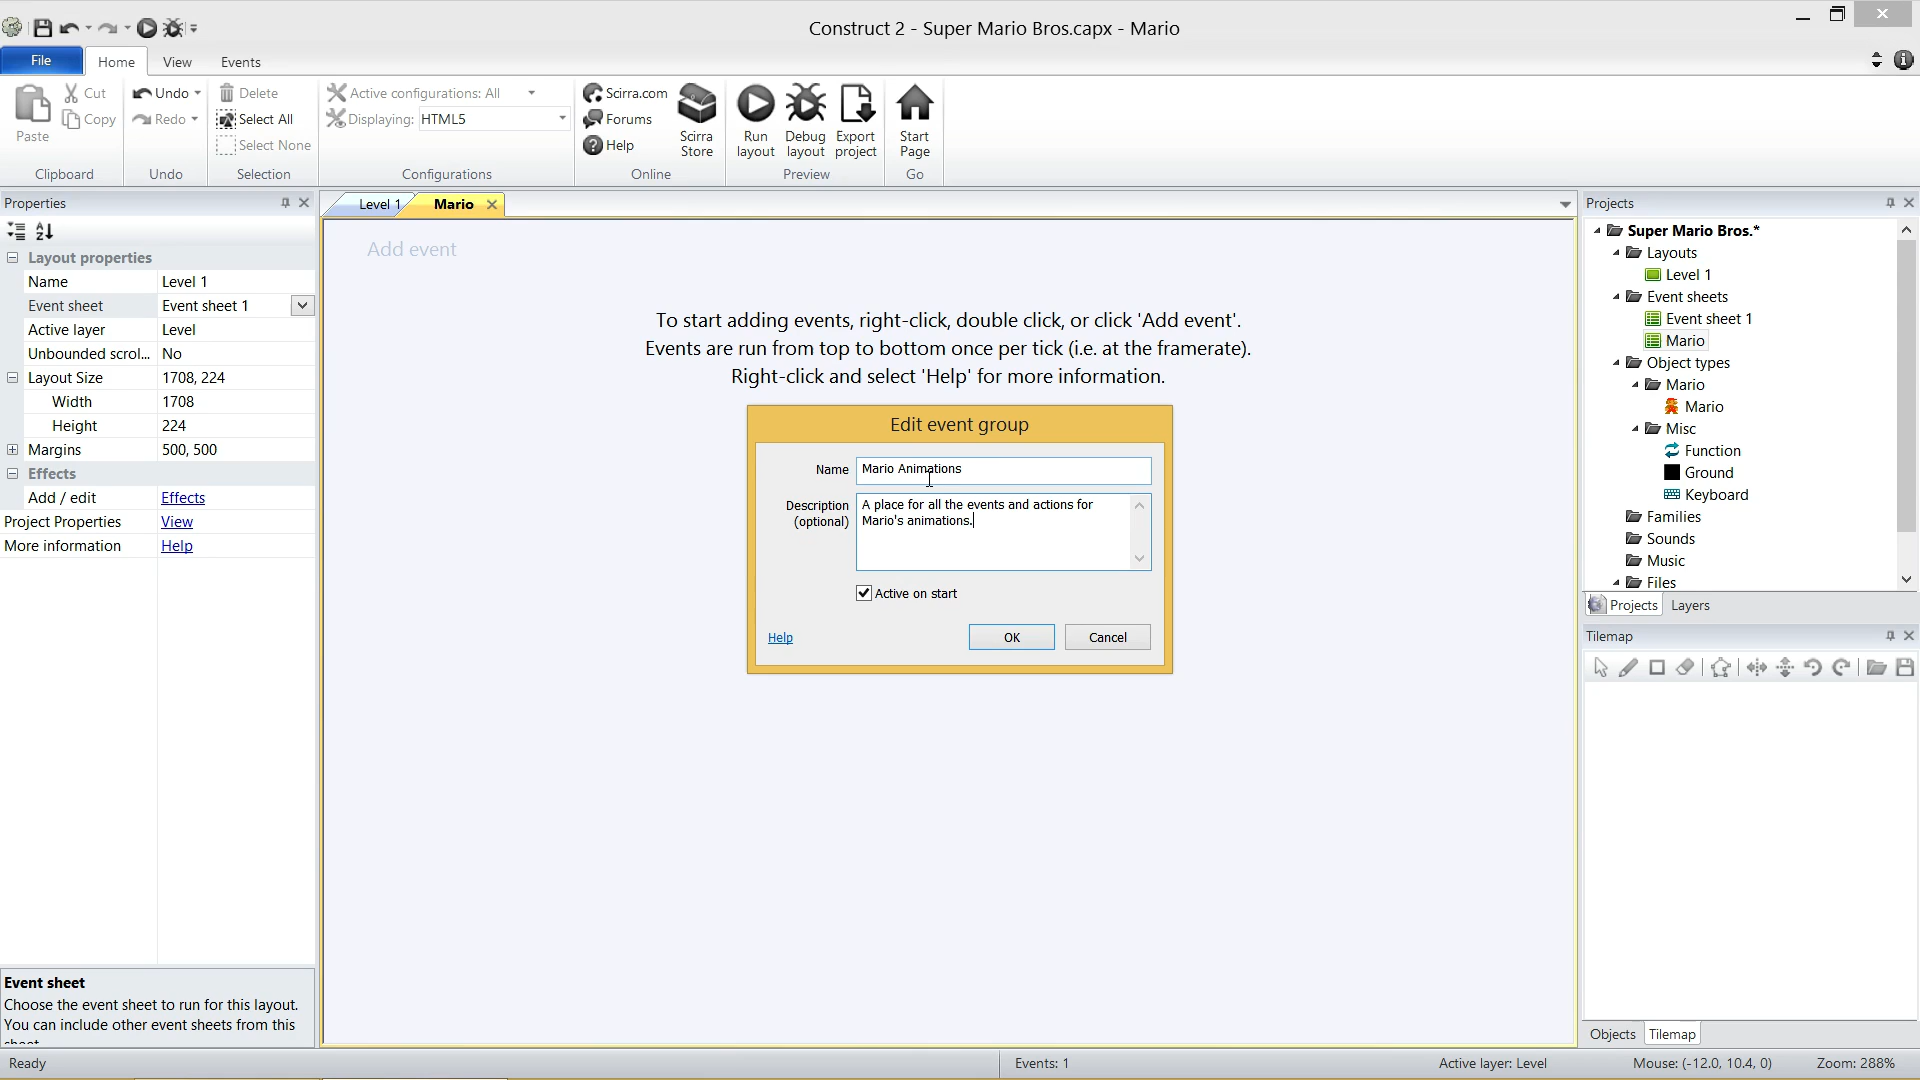 Construct 2 - Super Mario Bros.capx - Mario
File
Home
View
Events
Paste
Cut
Copy
Clipboard
Undo
Redo
Undo
Delete
Select All
Select None
Selection
Active configurations: All
Displaying: HTML5
Configurations
Scirra.com
Forums
Help
Scirra
Store
Online
Run
layout
Debug
layout
Export
project
Preview
Start
Page
Go
Properties
Layout properties
Name Level 1
Event sheet Event sheet 1
Active layer Level
Unbounded scrol... No
Layout Size 1708, 224
Width 1708
Height 224
Margins 500, 500
Effects
Add / edit Effects
Project Properties View
More information Help
Event sheet
Choose the event sheet to run for this layout.
You can include other event sheets from this
sheet
Level 1
Mario
Add event
To start adding events, right-click, double click, or click 'Add event'.
Events are run from top to bottom once per tick (i.e. at the framerate).
Right-click and select 'Help' for more information.
Edit event group
Name Mario Animations
Description
(optional)
A place for all the events and actions for
Mario's animations.
Active on start
Help
OK
Cancel
Projects
Super Mario Bros.*
Layouts
Level 1
Event sheets
Event sheet 1
Mario
Object types
Mario
Mario
Misc
Function
Ground
Keyboard
Families
Sounds
Music
Files
Projects
Layers
Tilemap
Objects
Tilemap
Ready
Events: 1
Active layer: Level
Mouse: (-12.0, 10.4, 0)
Zoom: 288%